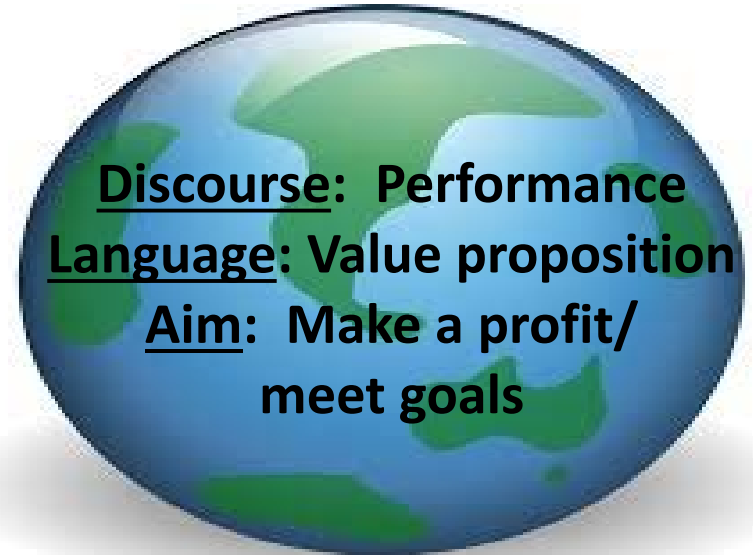 Discourse:  Performance
Language: Value proposition
Aim:  Make a profit/
meet goals